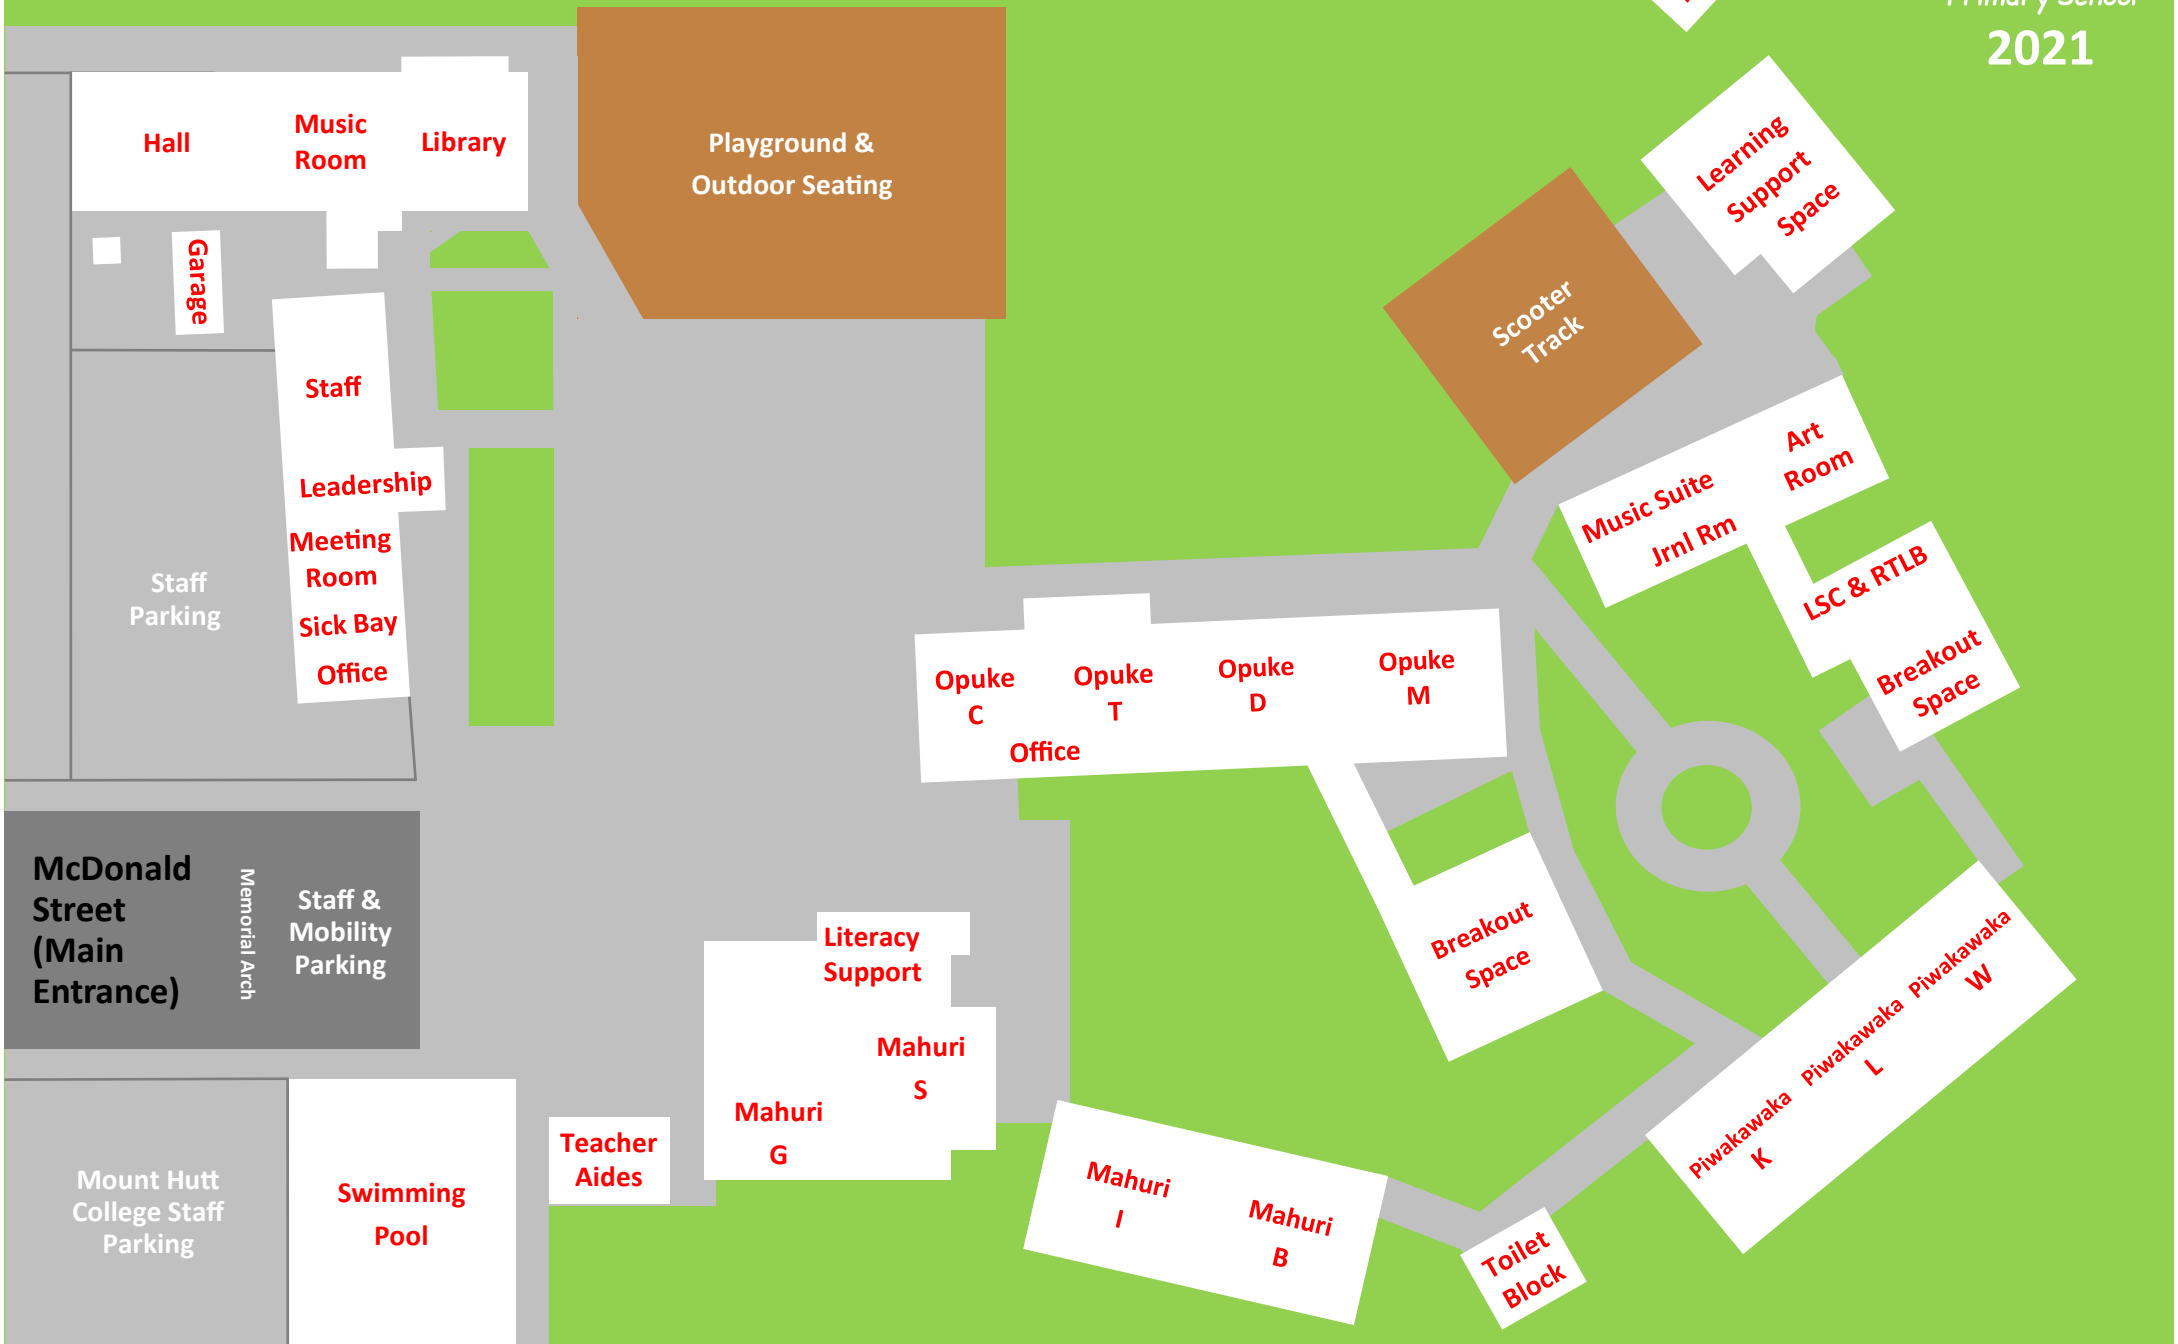 Primary School
2021
Hall
Music
Room
Library
Playground &
Outdoor Seating
Learning
Support
Space
Garage
Scooter
Track
Staff
Leadership
Meeting
Room
Sick Bay
Office
Staff
Parking
Art
Room
Music Suite
Jrnl Rm
LSC & RTLB
Breakout
Space
Opuke
C
Opuke
T
Opuke
D
Opuke
M
Office
McDonald
Street
(Main
Entrance)
Memorial Arch
Staff &
Mobility
Parking
Literacy
Support
Mahuri
S
Mahuri
G
Breakout
Space
Piwakawaka
W
Piwakawaka
L
Piwakawaka
K
Mount Hutt
College Staff
Parking
Swimming
Pool
Teacher
Aides
Mahuri
I
Mahuri
B
Toilet
Block